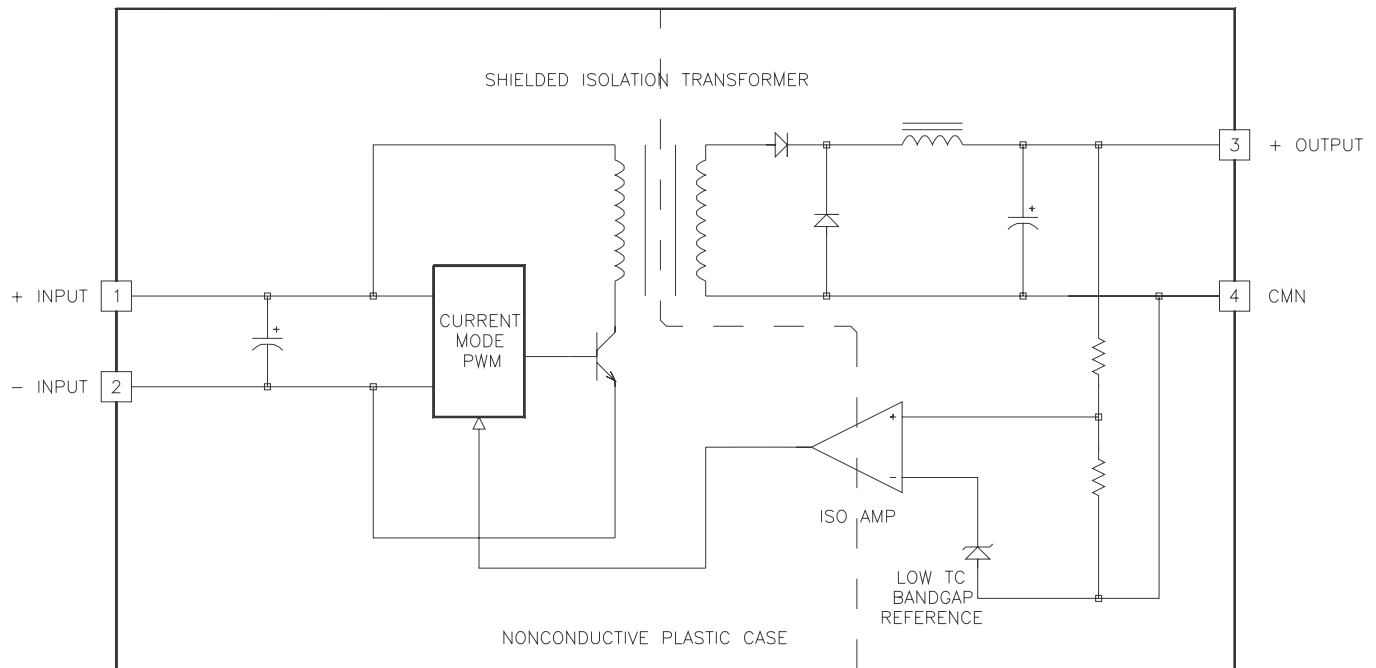 SHIELDED ISOLATION TRANSFORMER
3 + OUTPUT
+ INPUT 1
4 CMN
CURRENT
MODE
PWM
- INPUT 2
+
-
ISO AMP
LOW TC
BANDGAP
REFERENCE
NONCONDUCTIVE PLASTIC CASE